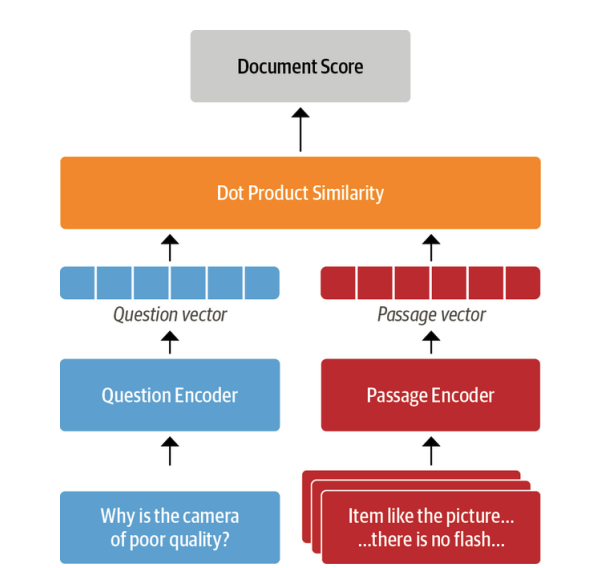 Document Score
Dot Product Similarity
Question vector
Passage vector
Question Encoder
Passage Encoder
Why is the camera
of poor quality?
Item like the picture...
...there is no flash...